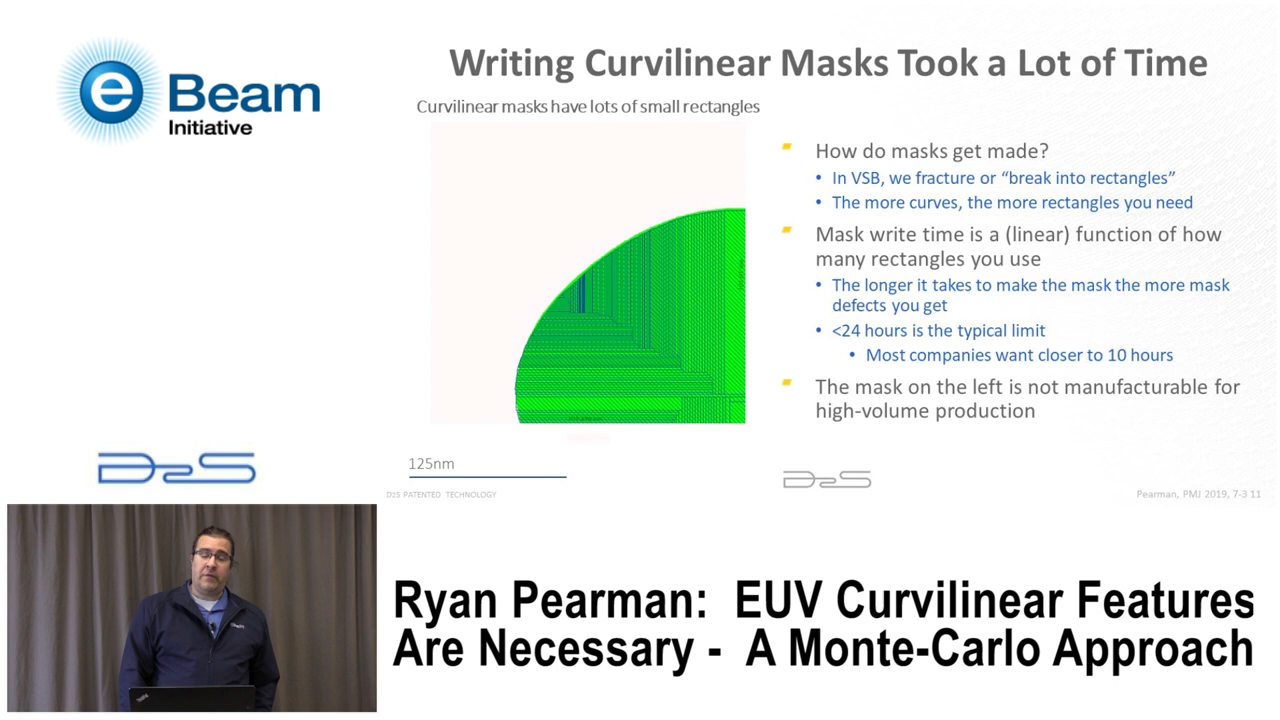 e Beam
Initiative
Writing Curvilinear Masks Took a Lot of Time
Curvilinear masks have lots of small rectangles
How do masks get made?
• In VSB, we fracture or “break into rectangles”
• The more curves, the more rectangles you need
Mask write time is a (linear) function of how
many rectangles you use
• The longer it takes to make the mask the more mask
defects you get
• <24 hours is the typical limit
• Most companies want closer to 10 hours
The mask on the left is not manufacturable for
high-volume production
125nm
D2S
D2S
D2S PATENTED TECHNOLOGY
Pearman, PMJ 2019, 7-3 11
Ryan Pearman: EUV Curvilinear Features
Are Necessary - A Monte-Carlo Approach